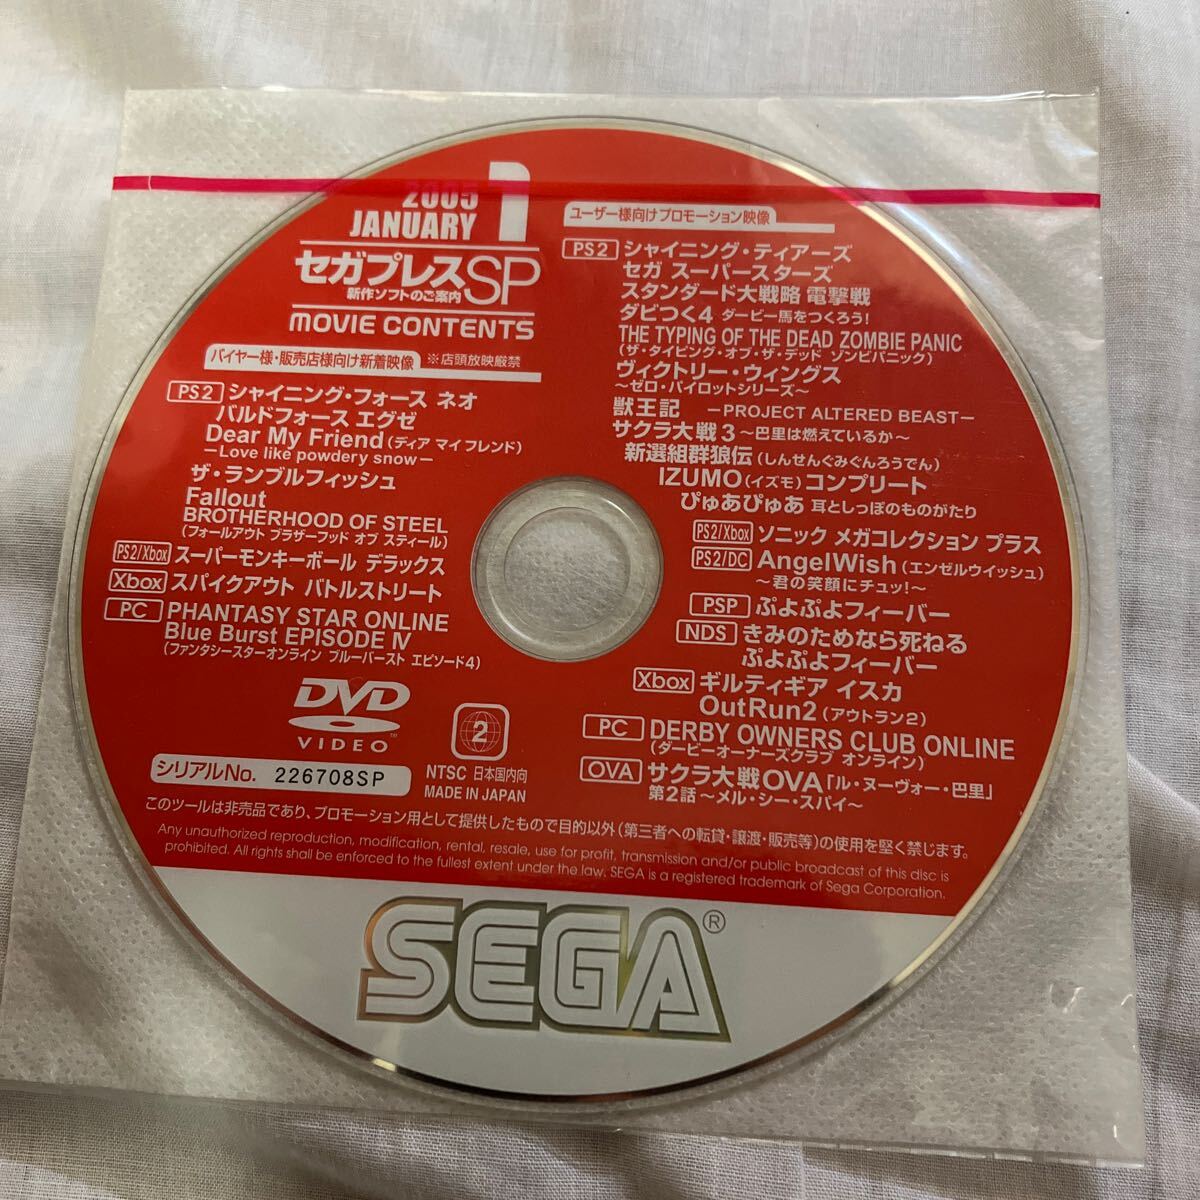 2005
JANUARY 1
セガプレスSP
新作ソフトのご案内
MOVIE CONTENTS
バイヤー様・販売店様向け新着映像 ※店頭放映厳禁
PS2 シャイニング・フォース ネオ
バルドフォース エグゼ
Dear My Friend(ディア マイ フレンド)
－Love like powdery snow－
ザ・ランブルフィッシュ
Fallout
BROTHERHOOD OF STEEL
(フォールアウト ブラザーフッド オブ スティール)
PS2/Xbox スーパーモンキーボール デラックス
Xbox スパイクアウト バトルストリート
PC PHANTASY STAR ONLINE
Blue Burst EPISODE Ⅳ
(ファンタシースターオンライン ブルーバースト エピソード4)
DVD
VIDEO
2
NTSC 日本国内向
MADE IN JAPAN
シリアルNo. 226708SP
ユーザー様向けプロモーション映像
PS2 シャイニング・ティアーズ
セガ スーパースターズ
スタンダード大戦略 電撃戦
ダビつく4 ダービー馬をつくろう!
THE TYPING OF THE DEAD ZOMBIE PANIC
(ザ・タイピング・オブ・ザ・デッド ゾンビパニック)
ヴィクトリー・ウィングス
～ゼロ・パイロットシリーズ～
獣王記 －PROJECT ALTERED BEAST－
サクラ大戦3 ～巴里は燃えているか～
新選組群狼伝(しんせんぐみぐんろうでん)
IZUMO(イズモ)コンプリート
ぴゅあぴゅあ 耳としっぽのものがたり
PS2/Xbox ソニック メガコレクション プラス
PS2/DC AngelWish(エンゼルウイッシュ)
～君の笑顔にチュッ!～
PSP ぷよぷよフィーバー
NDS きみのためなら死ねる
ぷよぷよフィーバー
Xbox ギルティギア イスカ
OutRun2(アウトラン2)
PC DERBY OWNERS CLUB ONLINE
(ダービーオーナーズクラブ オンライン)
OVA サクラ大戦OVA「ル・ヌーヴォー・巴里」
第2話～メル・シー・スパイ～
このツールは非売品であり、プロモーション用として提供したもので目的以外(第三者への転貸・譲渡・販売等)の使用を堅く禁じます。
Any unauthorized reproduction, modification, rental, resale, use for profit, transmission and/or public broadcast of this disc is
prohibited. All rights shall be enforced to the fullest extent under the law. SEGA is a registered trademark of Sega Corporation.
SEGA®